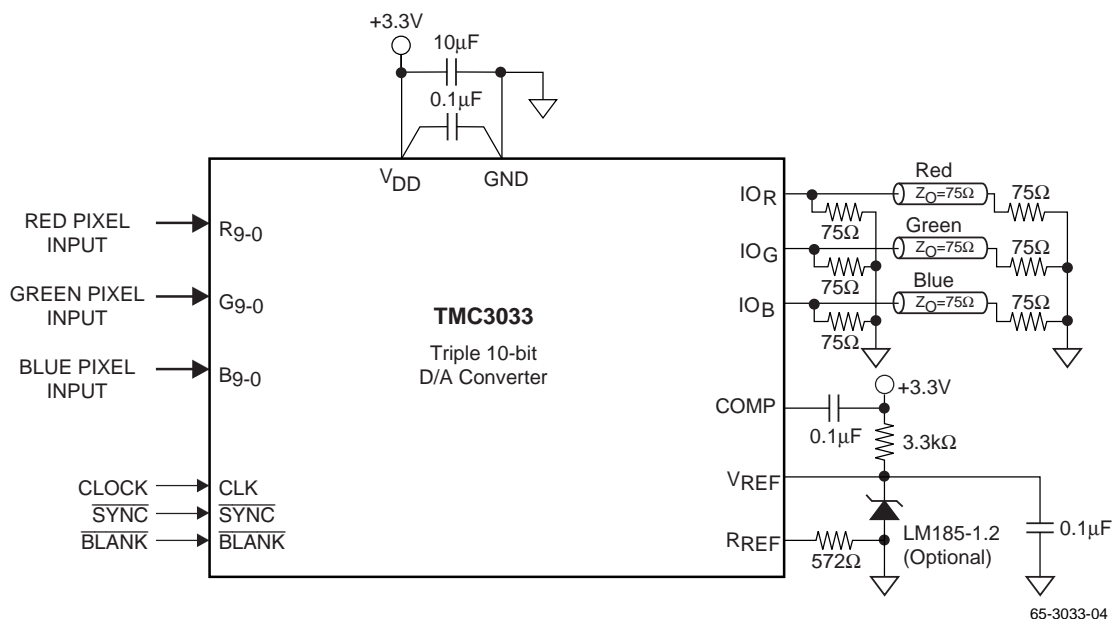 +3.3V
10μF
0.1μF
VDD
GND
RED PIXEL
INPUT
R9-0
GREEN PIXEL
INPUT
G9-0
BLUE PIXEL
INPUT
B9-0
CLOCK
CLK
SYNC
SYNC
BLANK
BLANK
TMC3033
Triple 10-bit
D/A Converter
IOR
Red
ZO=75Ω
75Ω
75Ω
IOG
Green
ZO=75Ω
75Ω
75Ω
IOB
Blue
ZO=75Ω
75Ω
75Ω
+3.3V
COMP
0.1μF
3.3kΩ
VREF
LM185-1.2
(Optional)
0.1μF
RREF
572Ω
65-3033-04